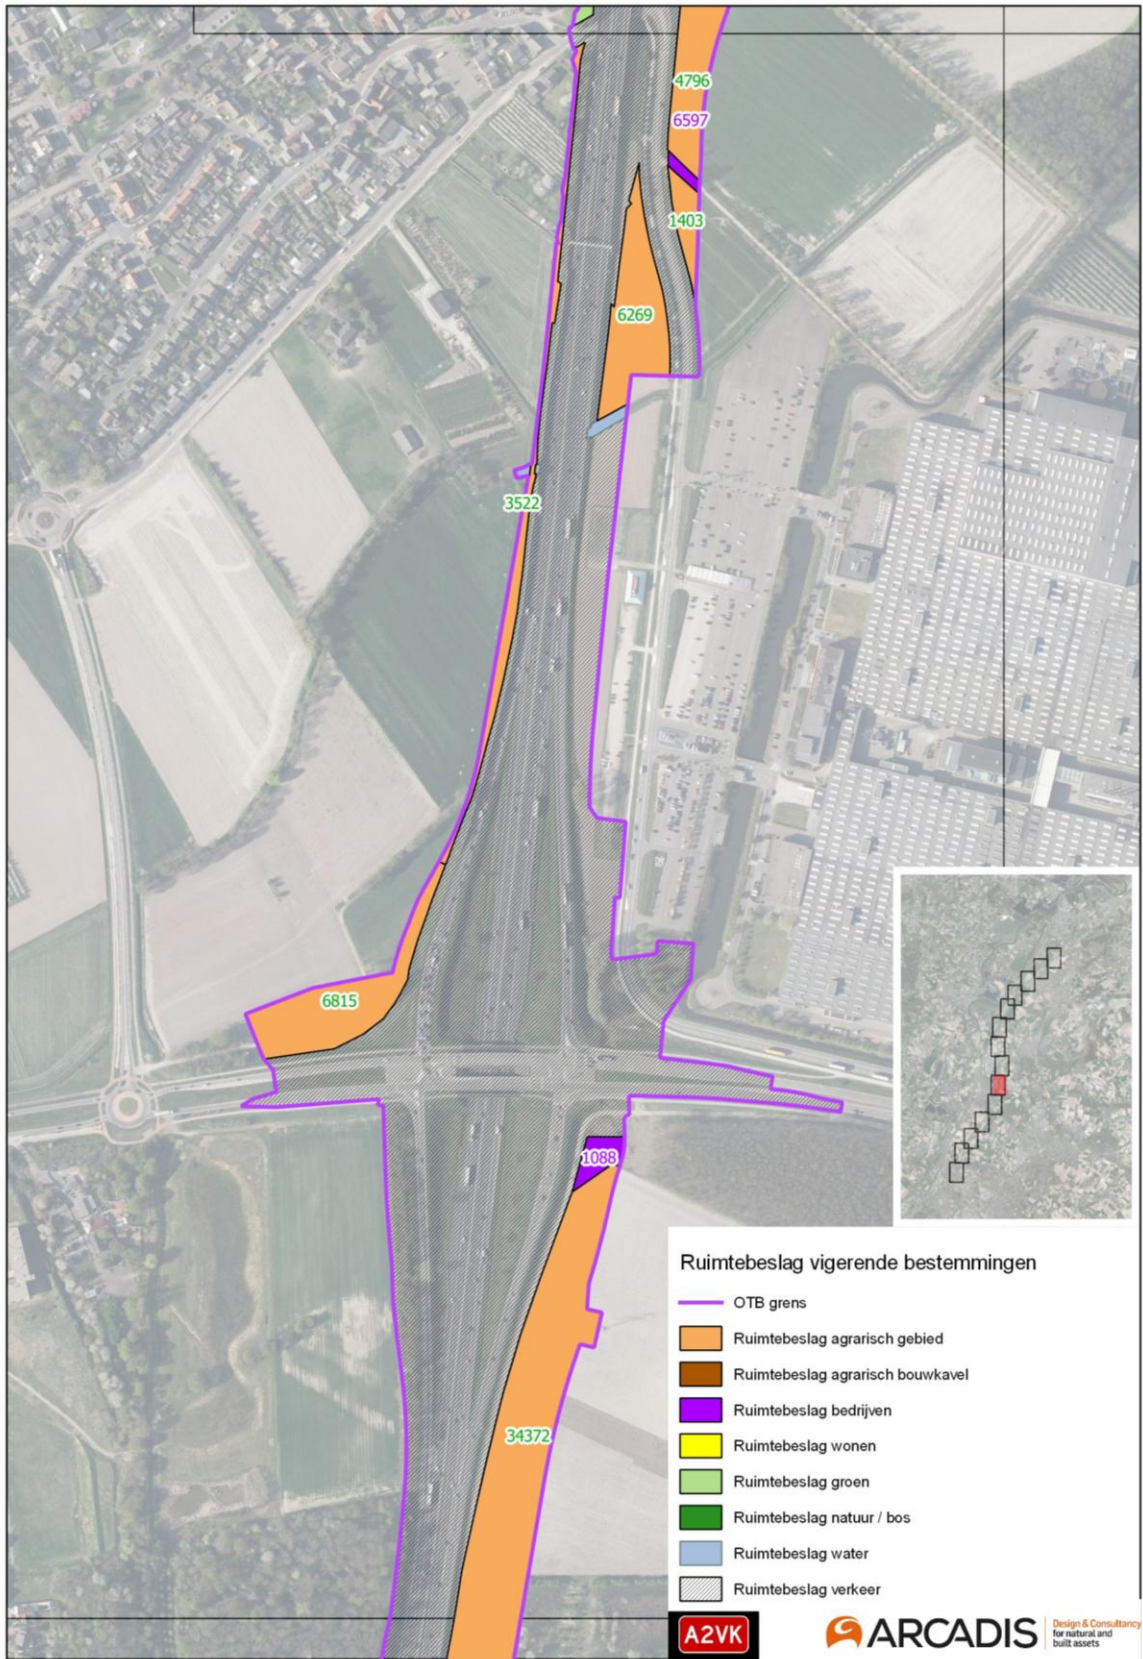 4796
6597
1403
6269
3522
6815
1088
34372
Ruimtebeslag vigerende bestemmingen
OTB grens
Ruimtebeslag agrarisch gebied
Ruimtebeslag agrarisch bouwkavel
Ruimtebeslag bedrijven
Ruimtebeslag wonen
Ruimtebeslag groen
Ruimtebeslag natuur / bos
Ruimtebeslag water
Ruimtebeslag verkeer
A2VK
ARCADIS
Design & Consultancy
for natural and
built assets